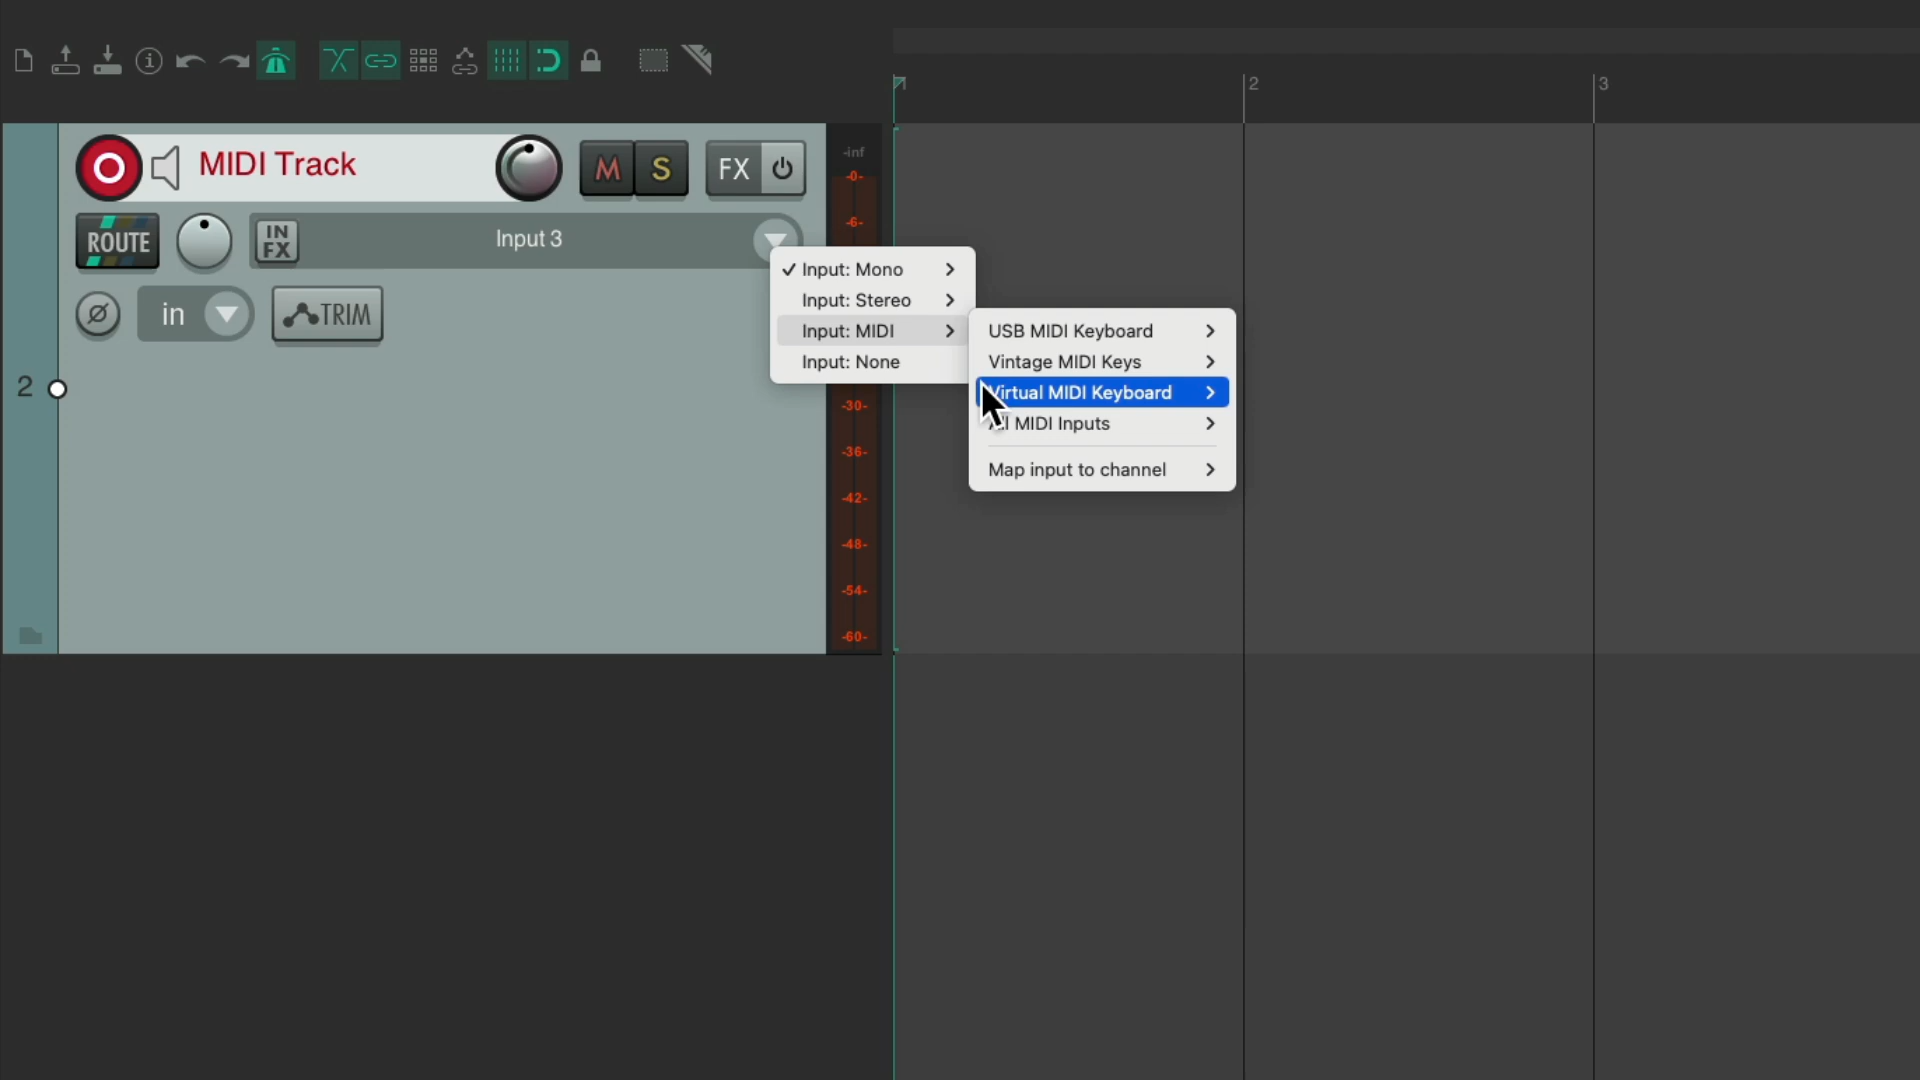 2
3
MIDI Track
M
S
FX
-inf
-0-
-6-
ROUTE
IN
FX
Input 3
Input: Mono
Input: Stereo
Input: MIDI
Input: None
in
TRIM
USB MIDI Keyboard
Vintage MIDI Keys
Virtual MIDI Keyboard
All MIDI Inputs
Map input to channel
2
-30-
-36-
-42-
-48-
-54-
-60-